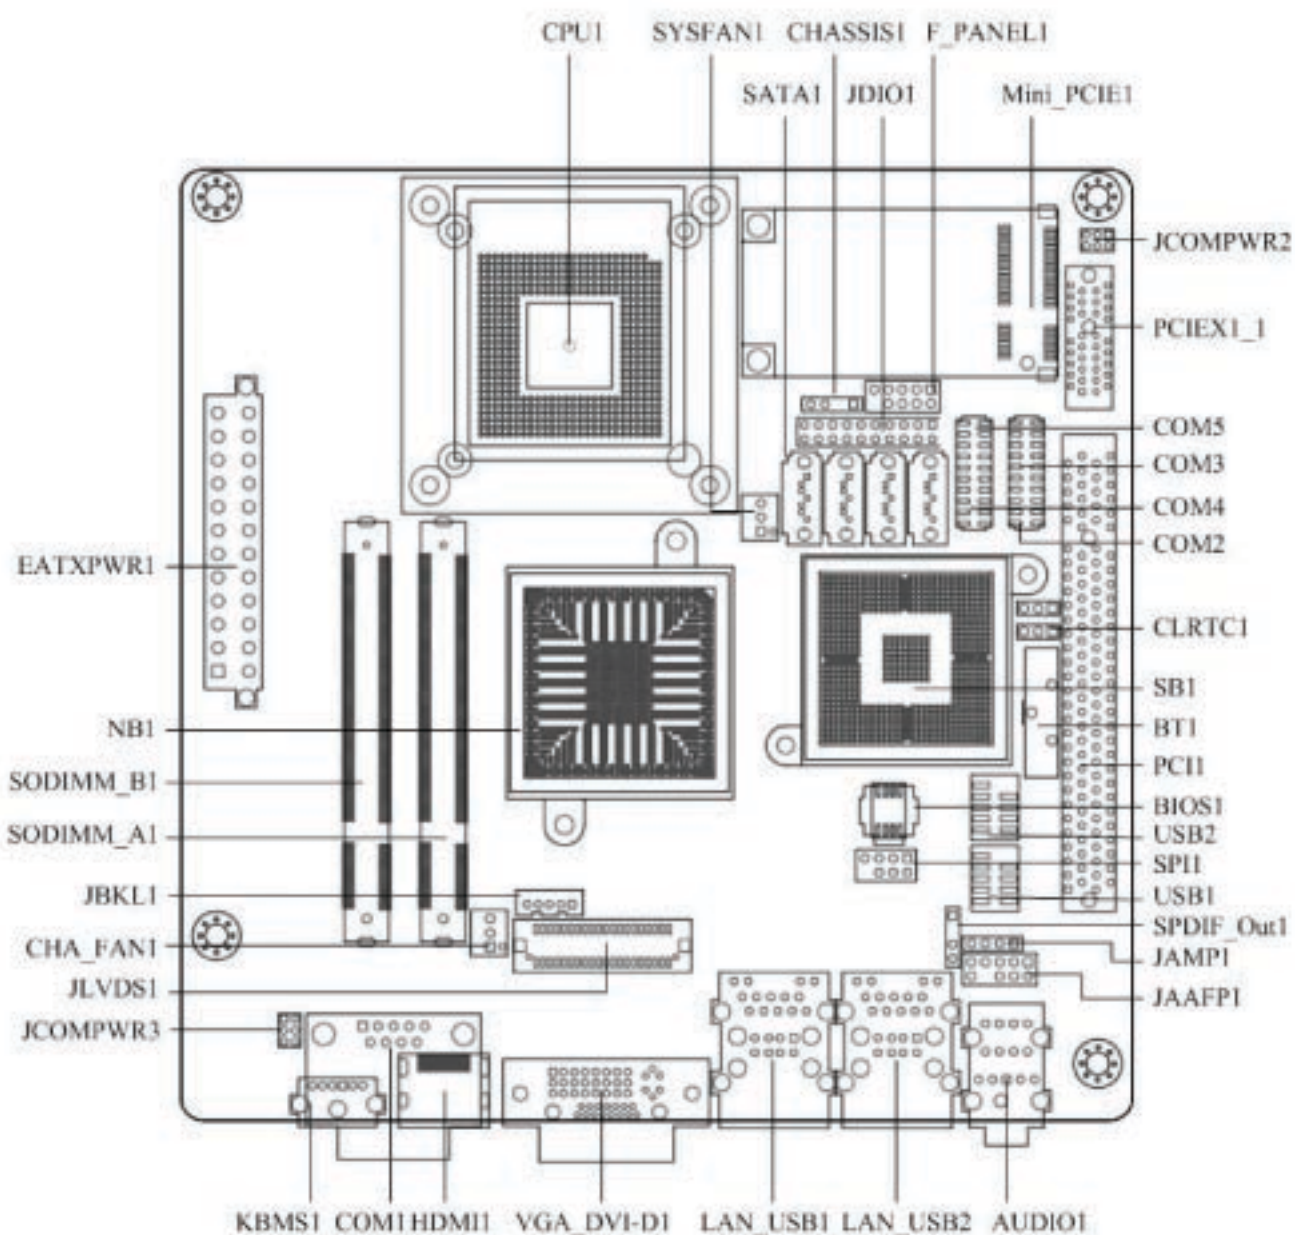 CPU1 SYSFAN1 CHASSIS1 F_PANEL1
SATA1 JDIO1 Mini_PCIE1
JCOMPWR2
PCIEX1_1
COM5
COM3
COM4
COM2
EATXPWR1
CLRTC1
SB1
NB1
BT1
PCI1
SODIMM_B1
BIOS1
USB2
SODIMM_A1
SPI1
JBKL1
USB1
SPDIF_Out1
CHA_FAN1
JAMP1
JLVDS1
JAAFP1
JCOMPWR3
KBMS1 COM1 HDMI1 VGA_DVI-D1 LAN_USB1 LAN_USB2 AUDIO1